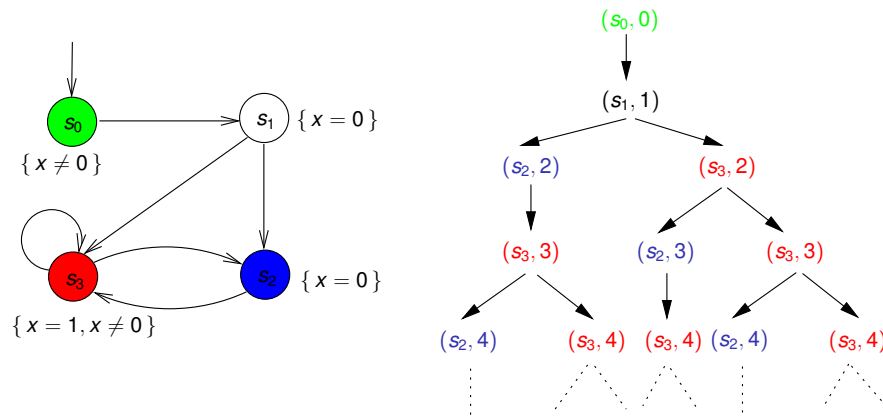 s₀
{ x ≠ 0 }
s₁
{ x = 0 }
s₃
{ x = 1, x ≠ 0 }
s₂
{ x = 0 }
(s₀, 0)
(s₁, 1)
(s₂, 2) (s₃, 2)
(s₃, 3) (s₂, 3) (s₃, 3)
(s₂, 4) (s₃, 4) (s₃, 4) (s₂, 4) (s₃, 4)